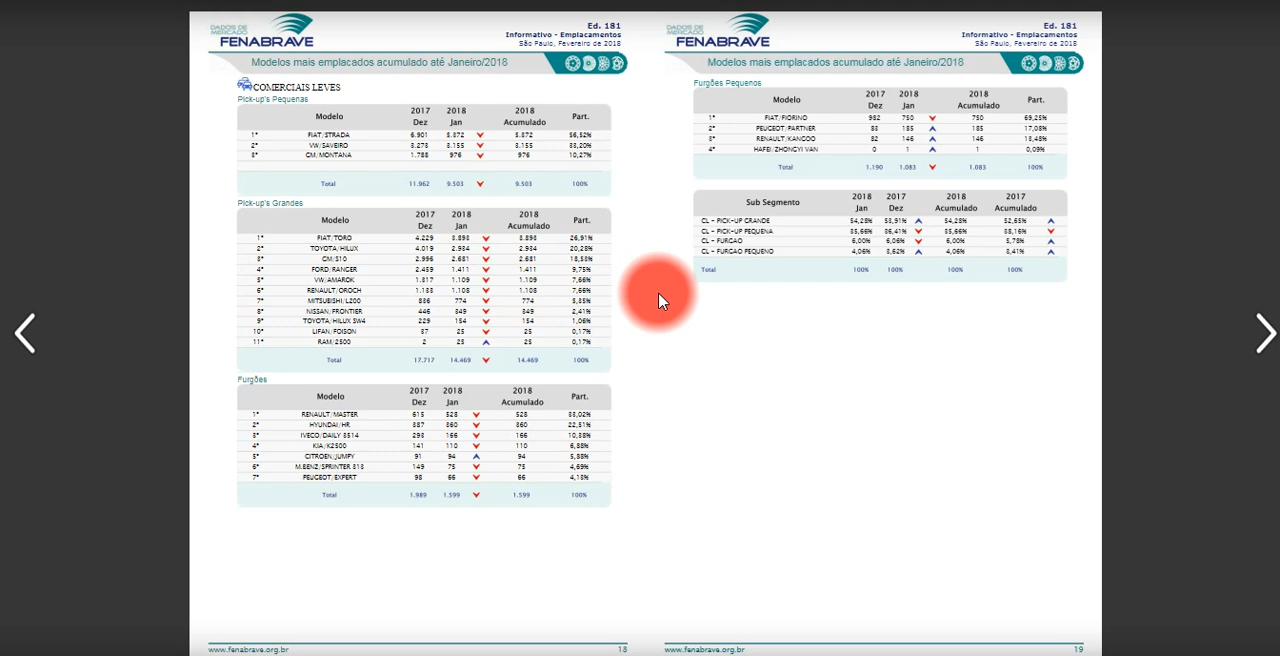 DADOS DE
MERCADO
FENABRAVE
Ed. 181
Informativo - Emplacamentos
São Paulo, Fevereiro de 2018
Modelos mais emplacados acumulado até Janeiro/2018
COMERCIAIS LEVES
Pick-up's Pequenas
Modelo 2017 Dez 2018 Jan 2018 Acumulado Part.
1º FIAT/STRADA 6.901 5.372 5.372 56,52%
2º VW/SAVEIRO 3.273 3.155 3.155 33,20%
3º GM/MONTANA 1.788 976 976 10,27%
Total 11.962 9.503 9.503 100%
Pick-up's Grandes
Modelo 2017 Dez 2018 Jan 2018 Acumulado Part.
1º FIAT/TORO 4.229 3.893 3.893 26,91%
2º TOYOTA/HILUX 4.019 2.934 2.934 20,28%
3º GM/S10 2.996 2.681 2.681 18,53%
4º FORD/RANGER 2.459 1.411 1.411 9,75%
5º VW/AMAROK 1.317 1.109 1.109 7,66%
6º RENAULT/OROCH 1.108 1.108 7,66%
7º MITSUBISHI/L200 774 774 5,35%
8º NISSAN/FRONTIER 446 349 349 2,41%
9º TOYOTA/HILUX SW4 229 154 154 1,06%
10º LIFAN/FOISON 37 25 25 0,17%
11º RAM/2500 2 25 25 0,17%
Total 17.717 14.469 14.469 100%
Furgões
Modelo 2017 Dez 2018 Jan 2018 Acumulado Part.
1º RENAULT/MASTER 615 528 528 33,02%
2º HYUNDAI/HR 360 360 22,51%
3º IVECO/DAILY 3514 166 166 10,38%
4º KIA/K2500 141 110 110 6,88%
5º CITROEN/JUMPY 91 94 94 5,88%
6º M.BENZ/SPRINTER 313 149 75 75 4,69%
7º PEUGEOT/EXPERT 66 66 4,13%
Total 1.989 1.599 1.599 100%
www.fenabrave.org.br 18
DADOS DE
MERCADO
FENABRAVE
Ed. 181
Informativo - Emplacamentos
São Paulo, Fevereiro de 2018
Modelos mais emplacados acumulado até Janeiro/2018
Furgões Pequenos
Modelo 2017 Dez 2018 Jan 2018 Acumulado Part.
1º FIAT/FIORINO 750 750 69,25%
2º PEUGEOT/PARTNER 185 185 17,08%
3º RENAULT/KANGOO 146 146 13,48%
4º HAFEI/ZHONGYI VAN 0 1 1 0,09%
Total 1.190 1.083 1.083 100%
Sub Segmento 2018 Jan 2017 Dez 2018 Acumulado 2017 Acumulado
CL - PICK-UP GRANDE 54,28% 53,91% 54,28% 52,65%
CL - PICK-UP PEQUENA 35,66% 36,41% 35,66% 38,16%
CL - FURGAO 6,00% 6,06% 6,00% 5,78%
CL - FURGAO PEQUENO 4,06% 3,62% 4,06% 3,41%
Total 100% 100% 100% 100%
www.fenabrave.org.br 19